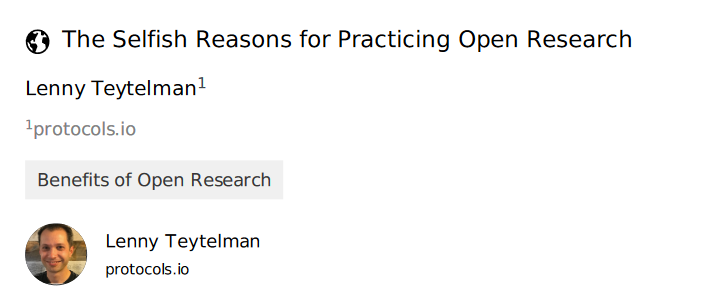 The Selfish Reasons for Practicing Open Research
Lenny Teytelman¹
¹protocols.io
Benefits of Open Research
Lenny Teytelman
protocols.io